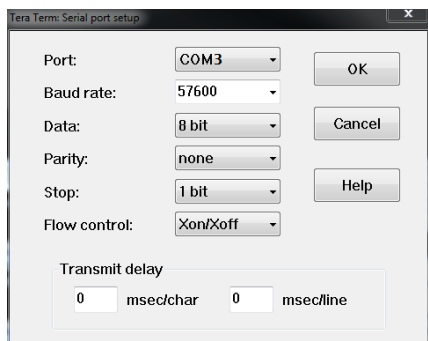 Tera Term: Serial port setup
x
Port: COM3
OK
Baud rate: 57600
Data: 8 bit
Cancel
Parity: none
Stop: 1 bit
Help
Flow control: Xon/Xoff
Transmit delay
0 msec/char 0 msec/line